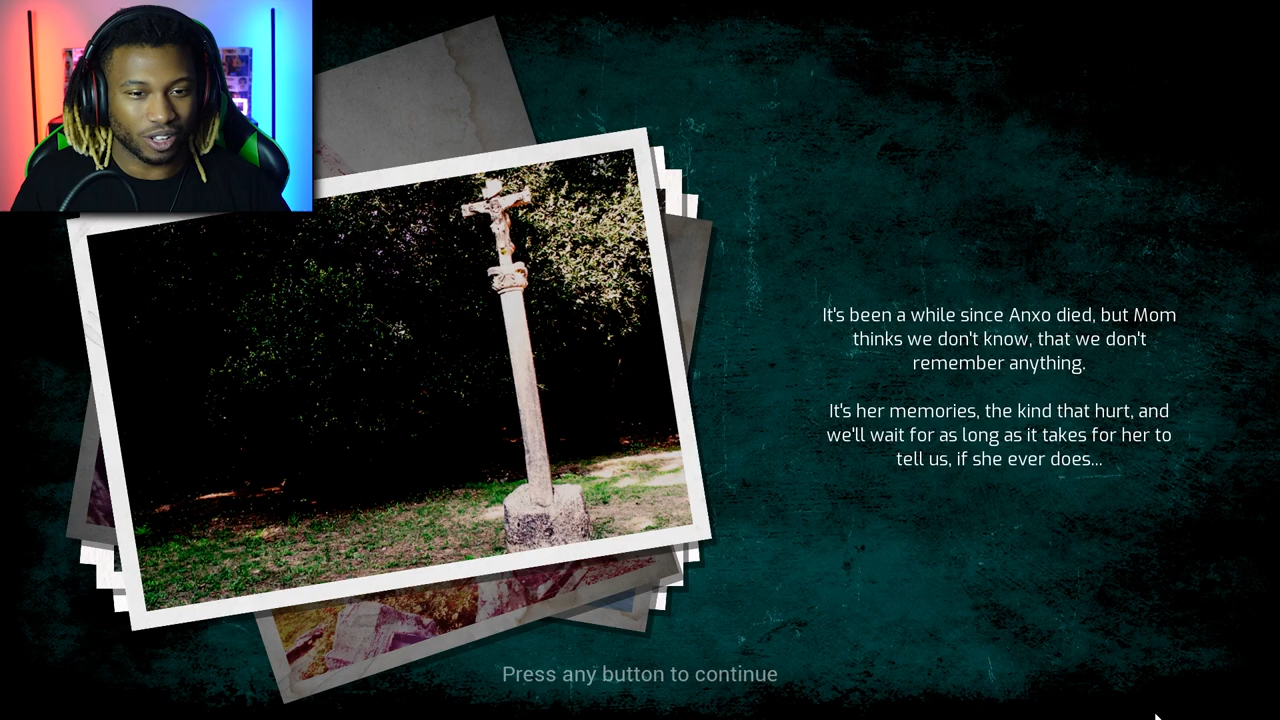 It's been a while since Anxo died, but Mom
thinks we don't know, that we don't
remember anything.
It's her memories, the kind that hurt, and
we'll wait for as long as it takes for her to
tell us, if she ever does...
Press any button to continue